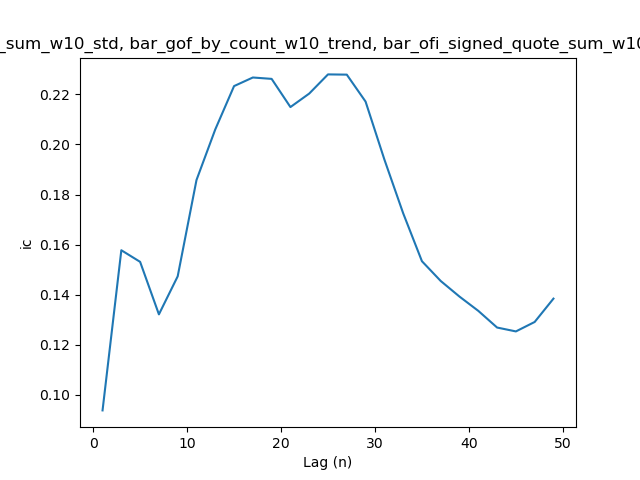 _sum_w10_std, bar_gof_by_count_w10_trend, bar_ofi_signed_quote_sum_w10
0.22
0.20
0.18
0.16
0.14
0.12
0.10
ic
0 10 20 30 40 50
Lag (n)